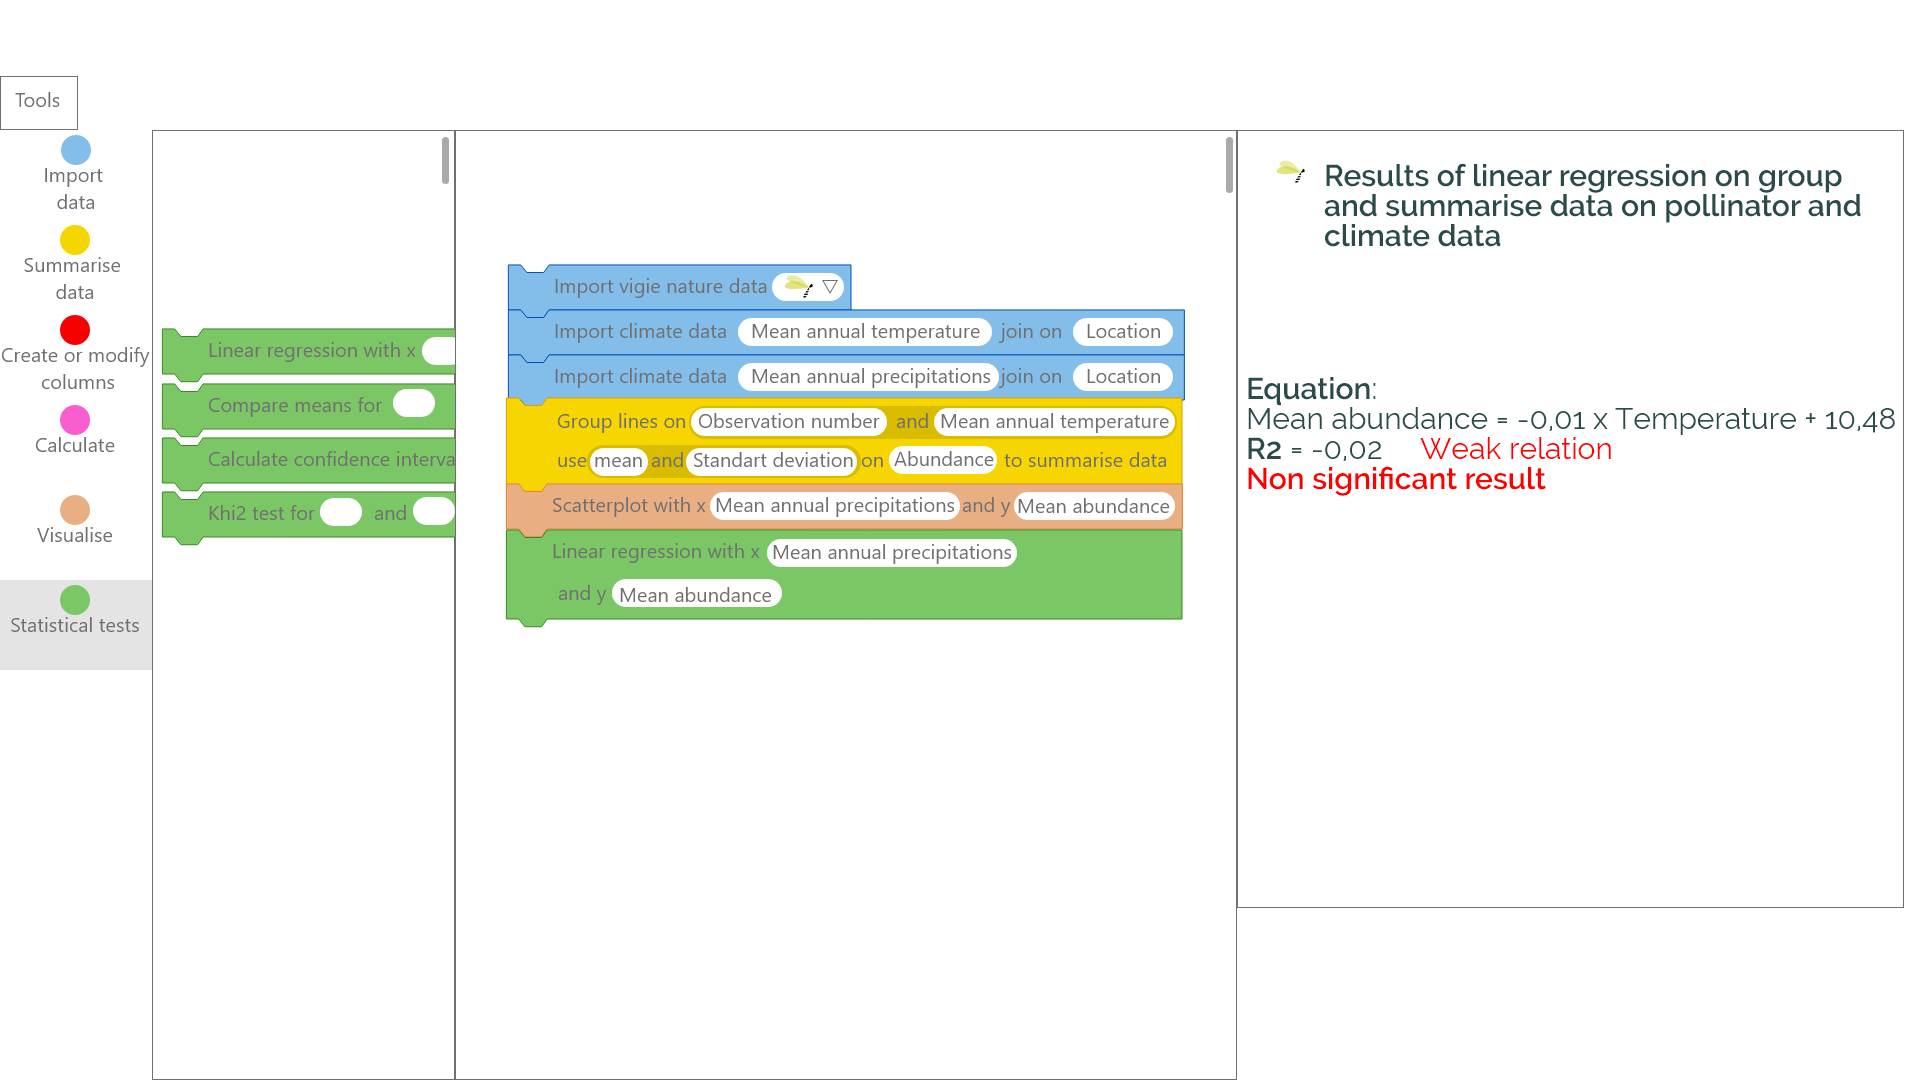 Tools
Import
data
Summarise
data
Create or modify
columns
Calculate
Visualise
Statistical tests
Linear regression with x
Compare means for
Calculate confidence interva
Khi2 test for and
Import vigie nature data
Import climate data Mean annual temperature join on Location
Import climate data Mean annual precipitations join on Location
Group lines on Observation number and Mean annual temperature
use mean and Standart deviation on Abundance to summarise data
Scatterplot with x Mean annual precipitations and y Mean abundance
Linear regression with x Mean annual precipitations
and y Mean abundance
Results of linear regression on group
and summarise data on pollinator and
climate data
Equation:
Mean abundance = -0,01 x Temperature + 10,48
R2 = -0,02 Weak relation
Non significant result